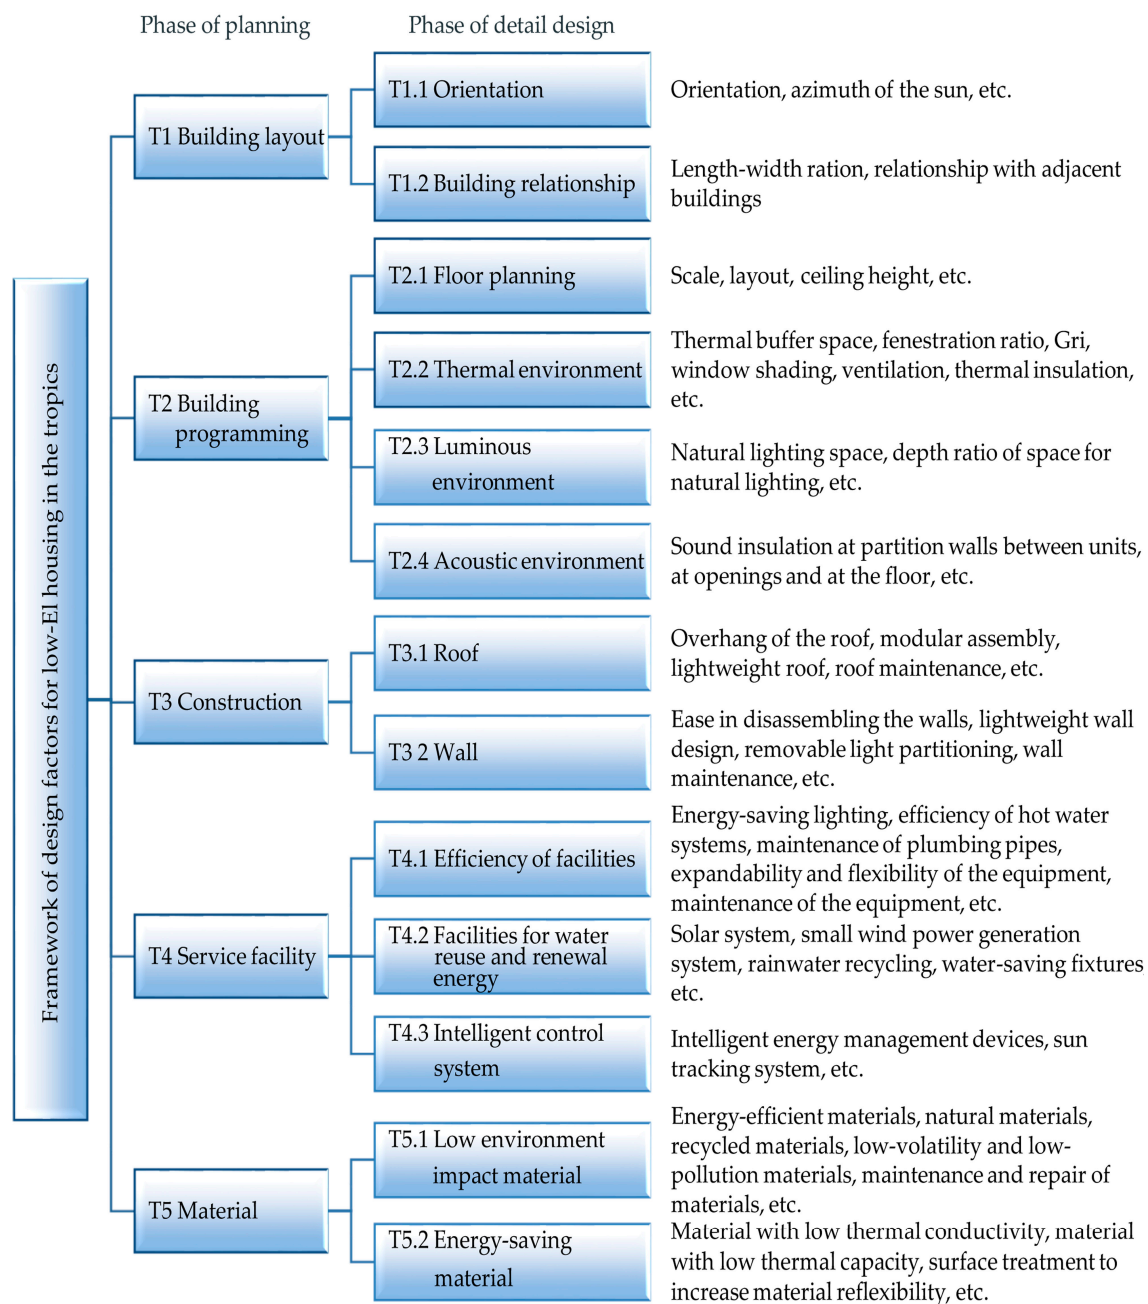 Phase of planning
Phase of detail design
Framework of design factors for low-EI housing in the tropics
T1 Building layout
T1.1 Orientation
Orientation, azimuth of the sun, etc.
T1.2 Building relationship
Length-width ration, relationship with adjacent
buildings
T2 Building
programming
T2.1 Floor planning
Scale, layout, ceiling height, etc.
T2.2 Thermal environment
Thermal buffer space, fenestration ratio, Gri,
window shading, ventilation, thermal insulation,
etc.
T2.3 Luminous
environment
Natural lighting space, depth ratio of space for
natural lighting, etc.
T2.4 Acoustic environment
Sound insulation at partition walls between units,
at openings and at the floor, etc.
T3 Construction
T3.1 Roof
Overhang of the roof, modular assembly,
lightweight roof, roof maintenance, etc.
T3 2 Wall
Ease in disassembling the walls, lightweight wall
design, removable light partitioning, wall
maintenance, etc.
T4 Service facility
T4.1 Efficiency of facilities
Energy-saving lighting, efficiency of hot water
systems, maintenance of plumbing pipes,
expandability and flexibility of the equipment,
maintenance of the equipment, etc.
T4.2 Facilities for water
reuse and renewal
energy
Solar system, small wind power generation
system, rainwater recycling, water-saving fixtures
etc.
T4.3 Intelligent control
system
Intelligent energy management devices, sun
tracking system, etc.
T5 Material
T5.1 Low environment
impact material
Energy-efficient materials, natural materials,
recycled materials, low-volatility and low-
pollution materials, maintenance and repair of
materials, etc.
T5.2 Energy-saving
material
Material with low thermal conductivity, material
with low thermal capacity, surface treatment to
increase material reflexibility, etc.